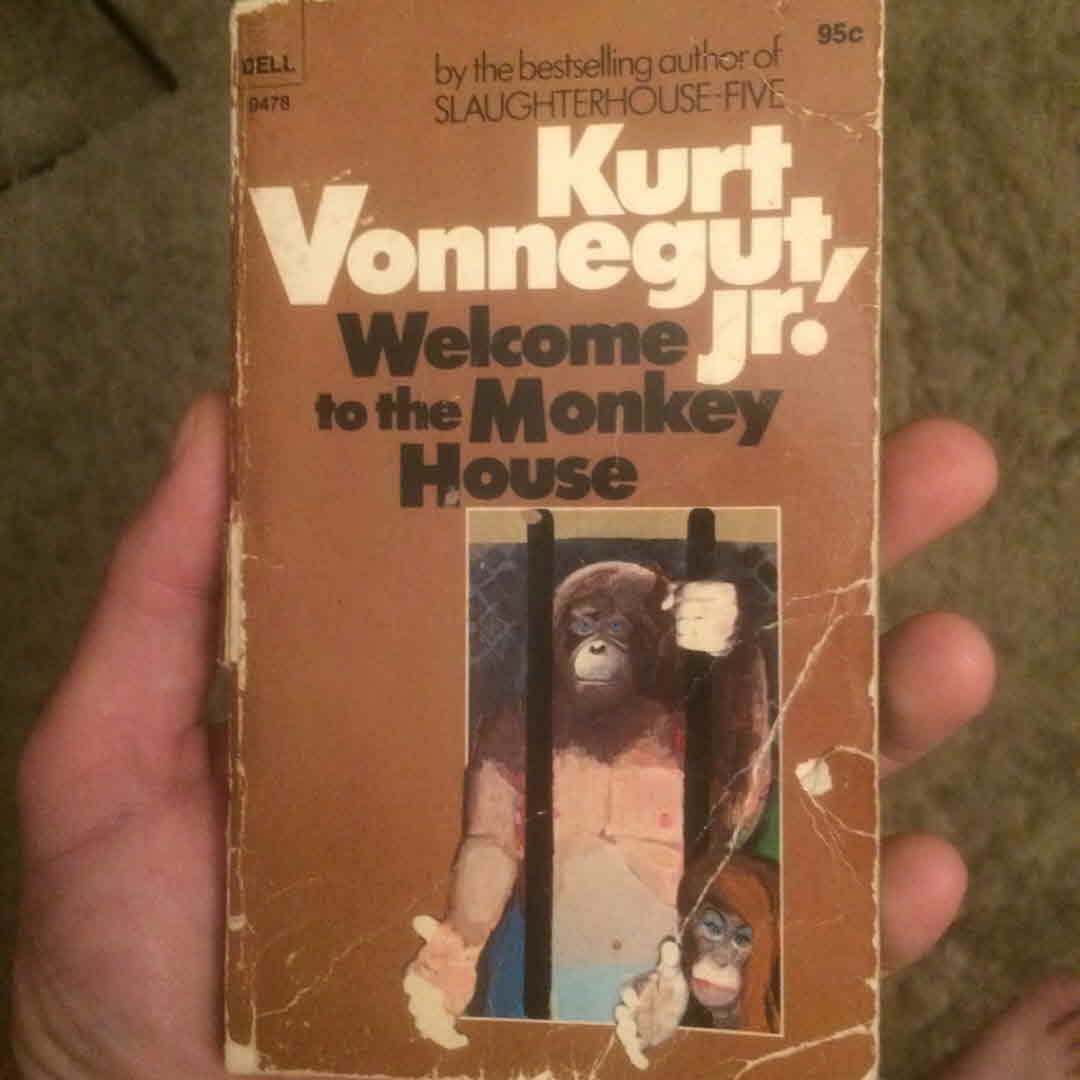 DELL
9478
95c
by the bestselling author of
SLAUGHTERHOUSE-FIVE
Kurt
Vonnegut,
jr.
Welcome
to the Monkey
House